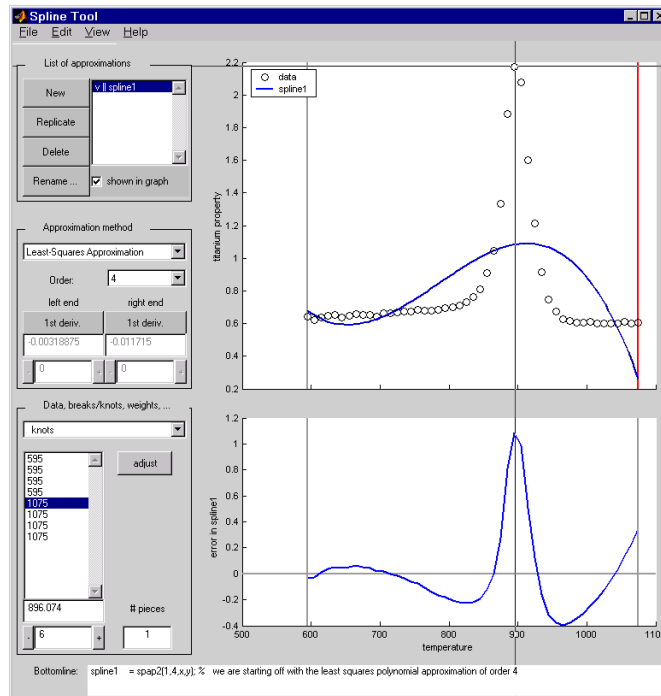 Spline Tool
File Edit View Help
List of approximations
New
Replicate
Delete
Rename ...
v || spline1
shown in graph
Approximation method
Least-Squares Approximation
Order:
4
left end right end
1st deriv. 1st deriv.
-0.00318875 -0.011715
- 0 + - 0 +
Data, breaks/knots, weights, ...
knots
595
595
595
595
1075
1075
1075
1075
adjust
896.074
# pieces
- 6 +
1
2.2
2
1.8
1.6
1.4
1.2
1
0.8
0.6
0.4
0.2
titanium property
data
spline1
600 700 800 900 1000
1.2
1
0.8
0.6
0.4
0.2
0
-0.2
-0.4
error in spline1
500 600 700 800 900 1000 1100
temperature
Bottomline: spline1 = spap2(1,4,x,y); % we are starting off with the least squares polynomial approximation of order 4